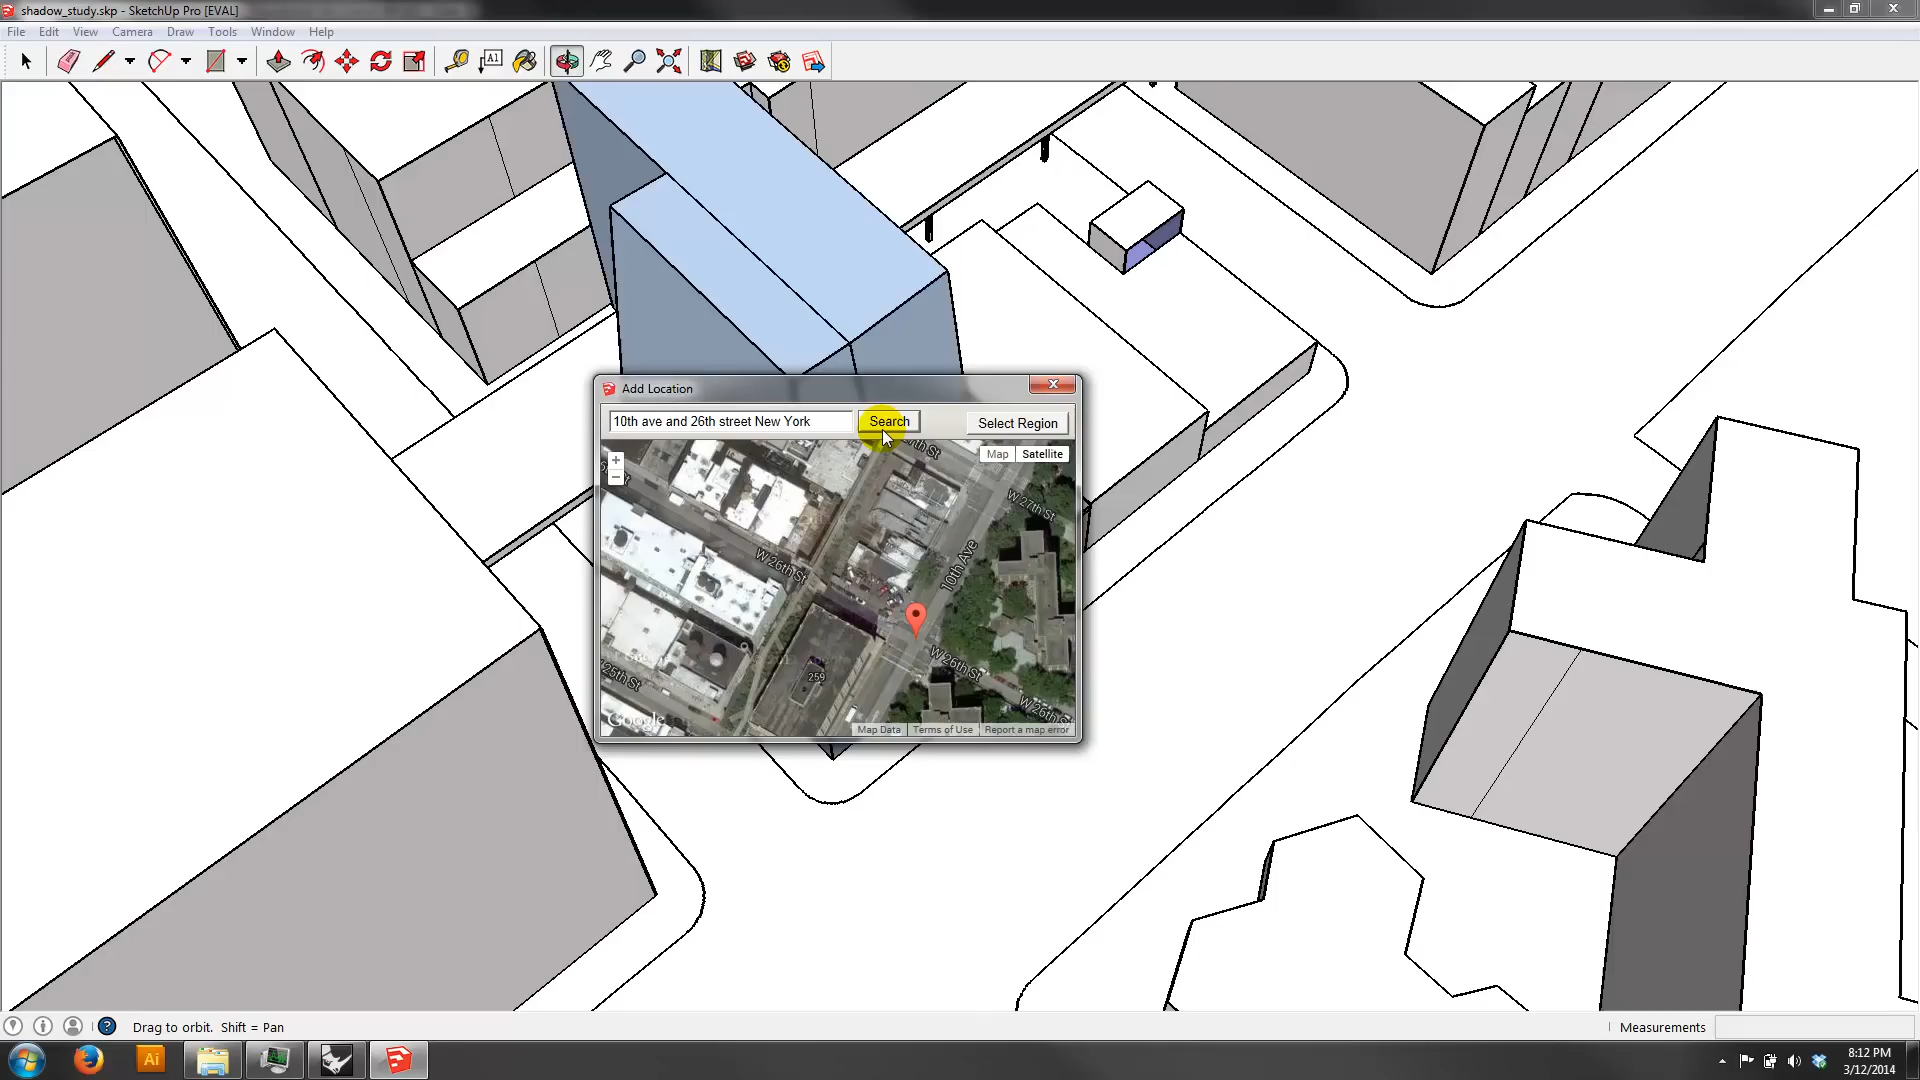 shadow_study.skp - SketchUp Pro [EVAL]
File Edit View Camera Draw Tools Window Help
A1
Add Location
10th ave and 26th street New York
Search
Select Region
Map
Satellite
+
-
W 27th St
W 26th St
10th Ave
W 26th St
259
25th St
W 26th St
Google
Map Data
Terms of Use
Report a map error
Drag to orbit. Shift = Pan
Measurements
Ai
8:12 PM
3/12/2014